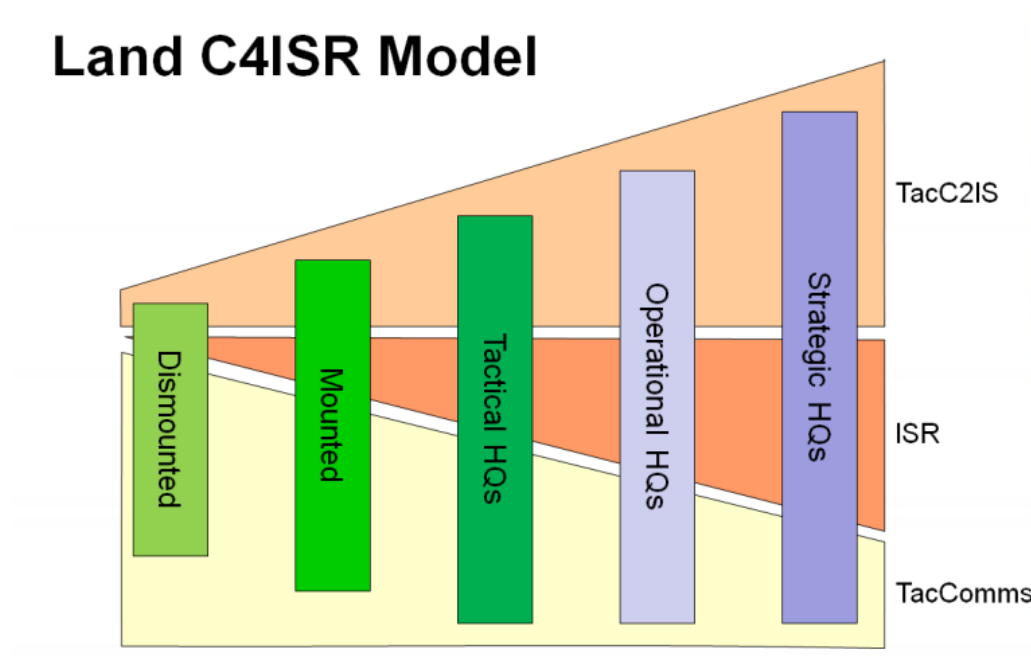 Land C4ISR Model
TacC2IS
ISR
TacComms
Dismounted
Mounted
Tactical HQs
Operational HQs
Strategic HQs